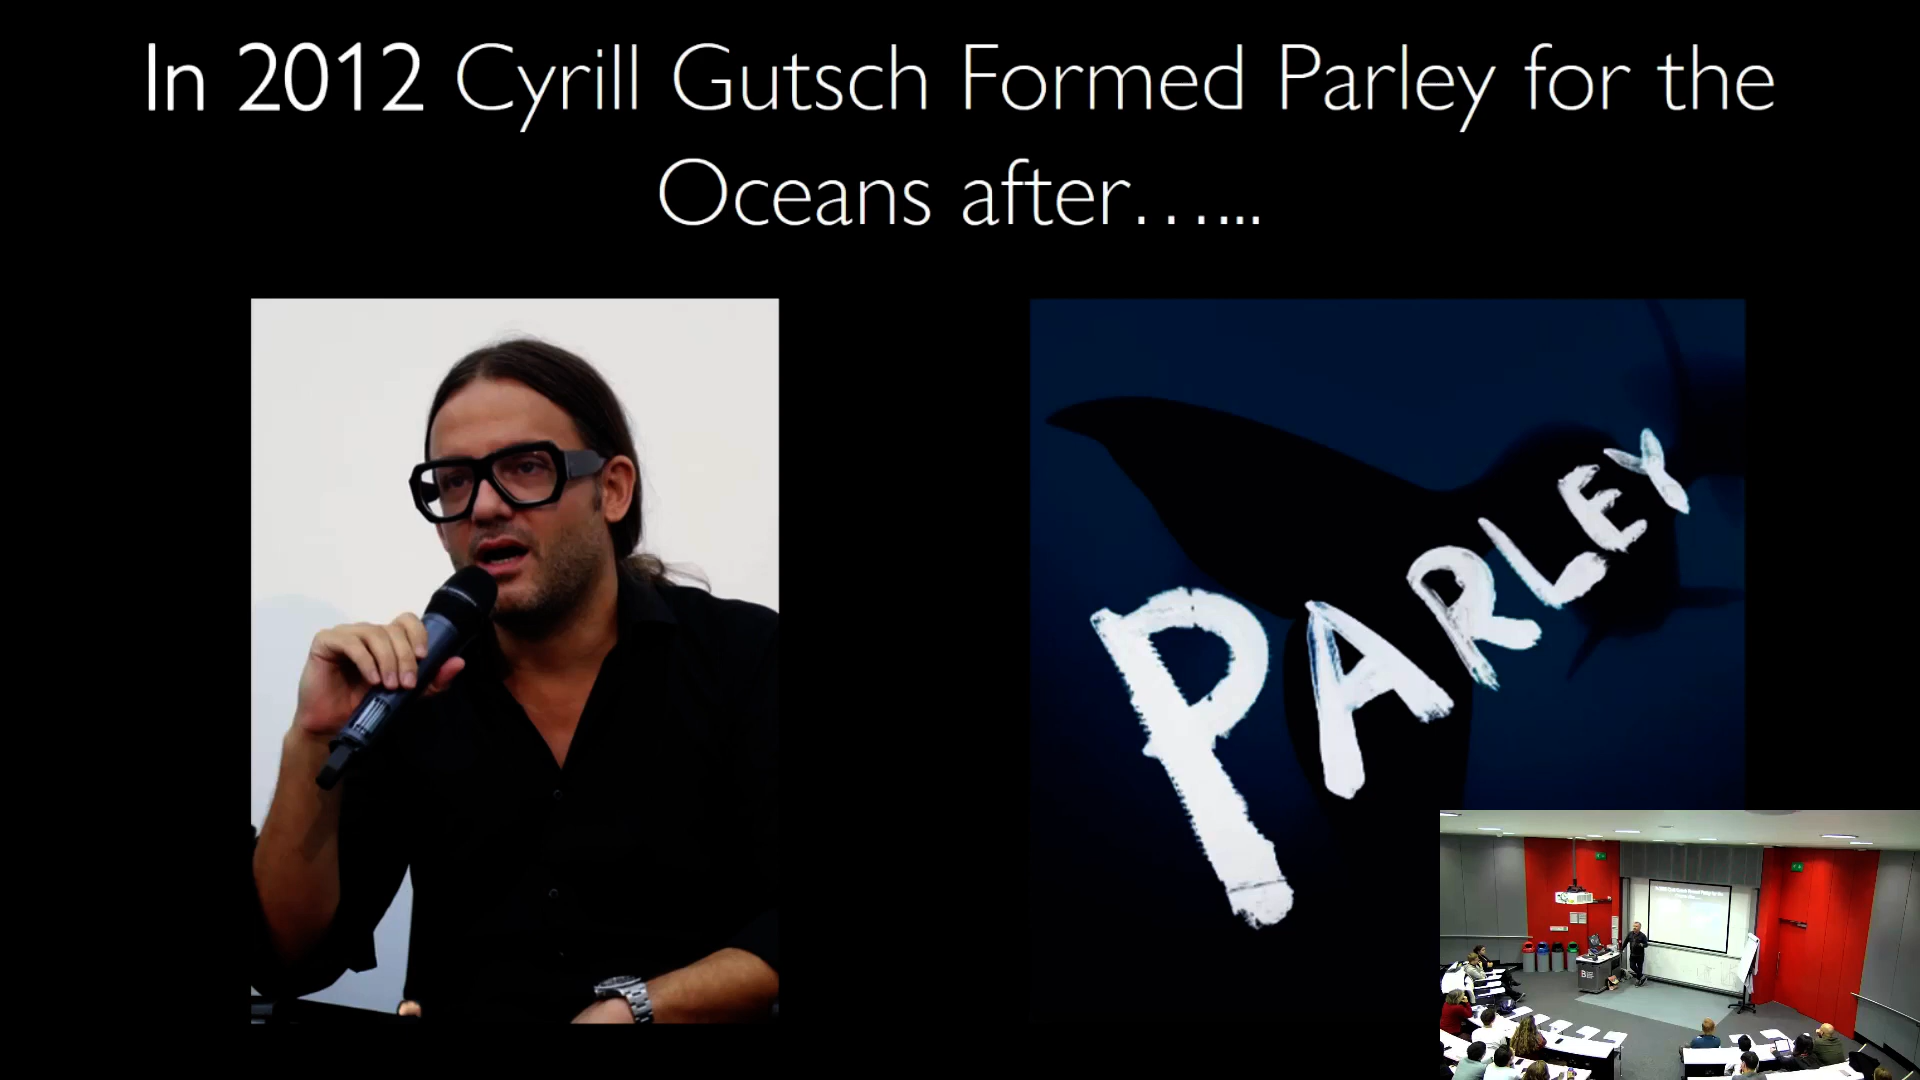 In 2012 Cyrill Gutsch Formed Parley for the
Oceans after…...
PARLEY